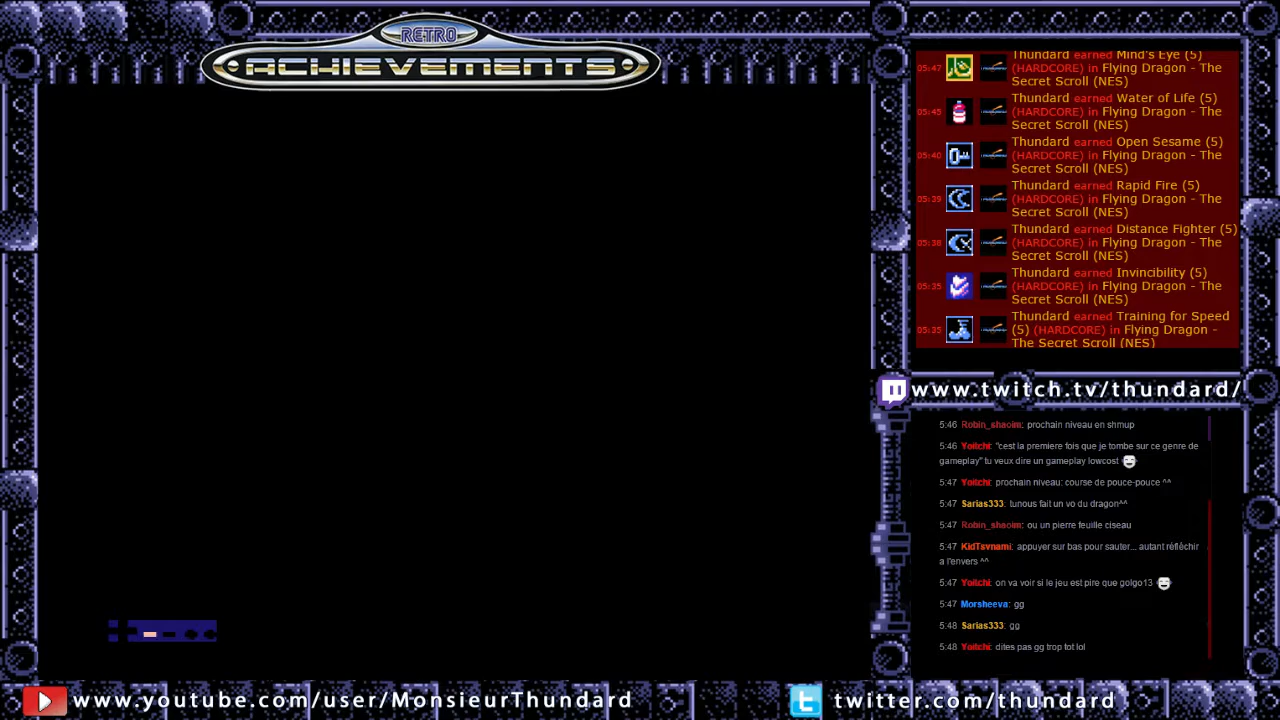 RETRO
ACHIEVEMENTS
Thundard earned Mind's Eye (5)
05:47 (HARDCORE) in Flying Dragon - The
Secret Scroll (NES)
Thundard earned Water of Life (5)
05:45 (HARDCORE) in Flying Dragon - The
Secret Scroll (NES)
Thundard earned Open Sesame (5)
05:40 (HARDCORE) in Flying Dragon - The
Secret Scroll (NES)
Thundard earned Rapid Fire (5)
05:39 (HARDCORE) in Flying Dragon - The
Secret Scroll (NES)
Thundard earned Distance Fighter (5)
05:38 (HARDCORE) in Flying Dragon - The
Secret Scroll (NES)
Thundard earned Invincibility (5)
05:35 (HARDCORE) in Flying Dragon - The
Secret Scroll (NES)
Thundard earned Training for Speed
05:35 (5) (HARDCORE) in Flying Dragon -
The Secret Scroll (NES)
www.twitch.tv/thundard/
5:46 Robin_shaoim: prochain niveau en shmup
5:46 Yoitchi: "cest la premiere fois que je tombe sur ce genre de
gameplay" tu veux dire un gameplay lowcost
5:47 Yoitchi: prochain niveau: course de pouce-pouce ^^
5:47 Sarias333: tunous fait un vo du dragon^^
5:47 Robin_shaoim: ou un pierre feuille ciseau
5:47 KidTsvnami: appuyer sur bas pour sauter... autant réfléchir
a l'envers ^^
5:47 Yoitchi: on va voir si le jeu est pire que golgo13
5:47 Morsheeva: gg
5:48 Sarias333: gg
5:48 Yoitchi: dites pas gg trop tot lol
www.youtube.com/user/MonsieurThundard
twitter.com/thundard